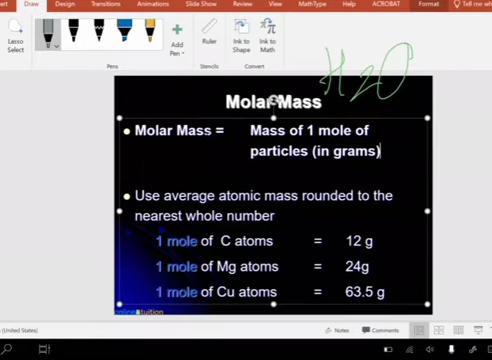 Draw Design Transitions Animations Slide Show Review View MathType ACROBAT Format Tell me
Lasso Select
Add Pen
Ruler
Ink to Shape
Ink to Math
Pens
Stencils
Convert
H2O
Molar Mass
Molar Mass = Mass of 1 mole of
particles (in grams)
Use average atomic mass rounded to the
nearest whole number
1 mole of C atoms = 12 g
1 mole of Mg atoms = 24g
1 mole of Cu atoms = 63.5 g
onlinetuition
(United States)
Notes
Comments